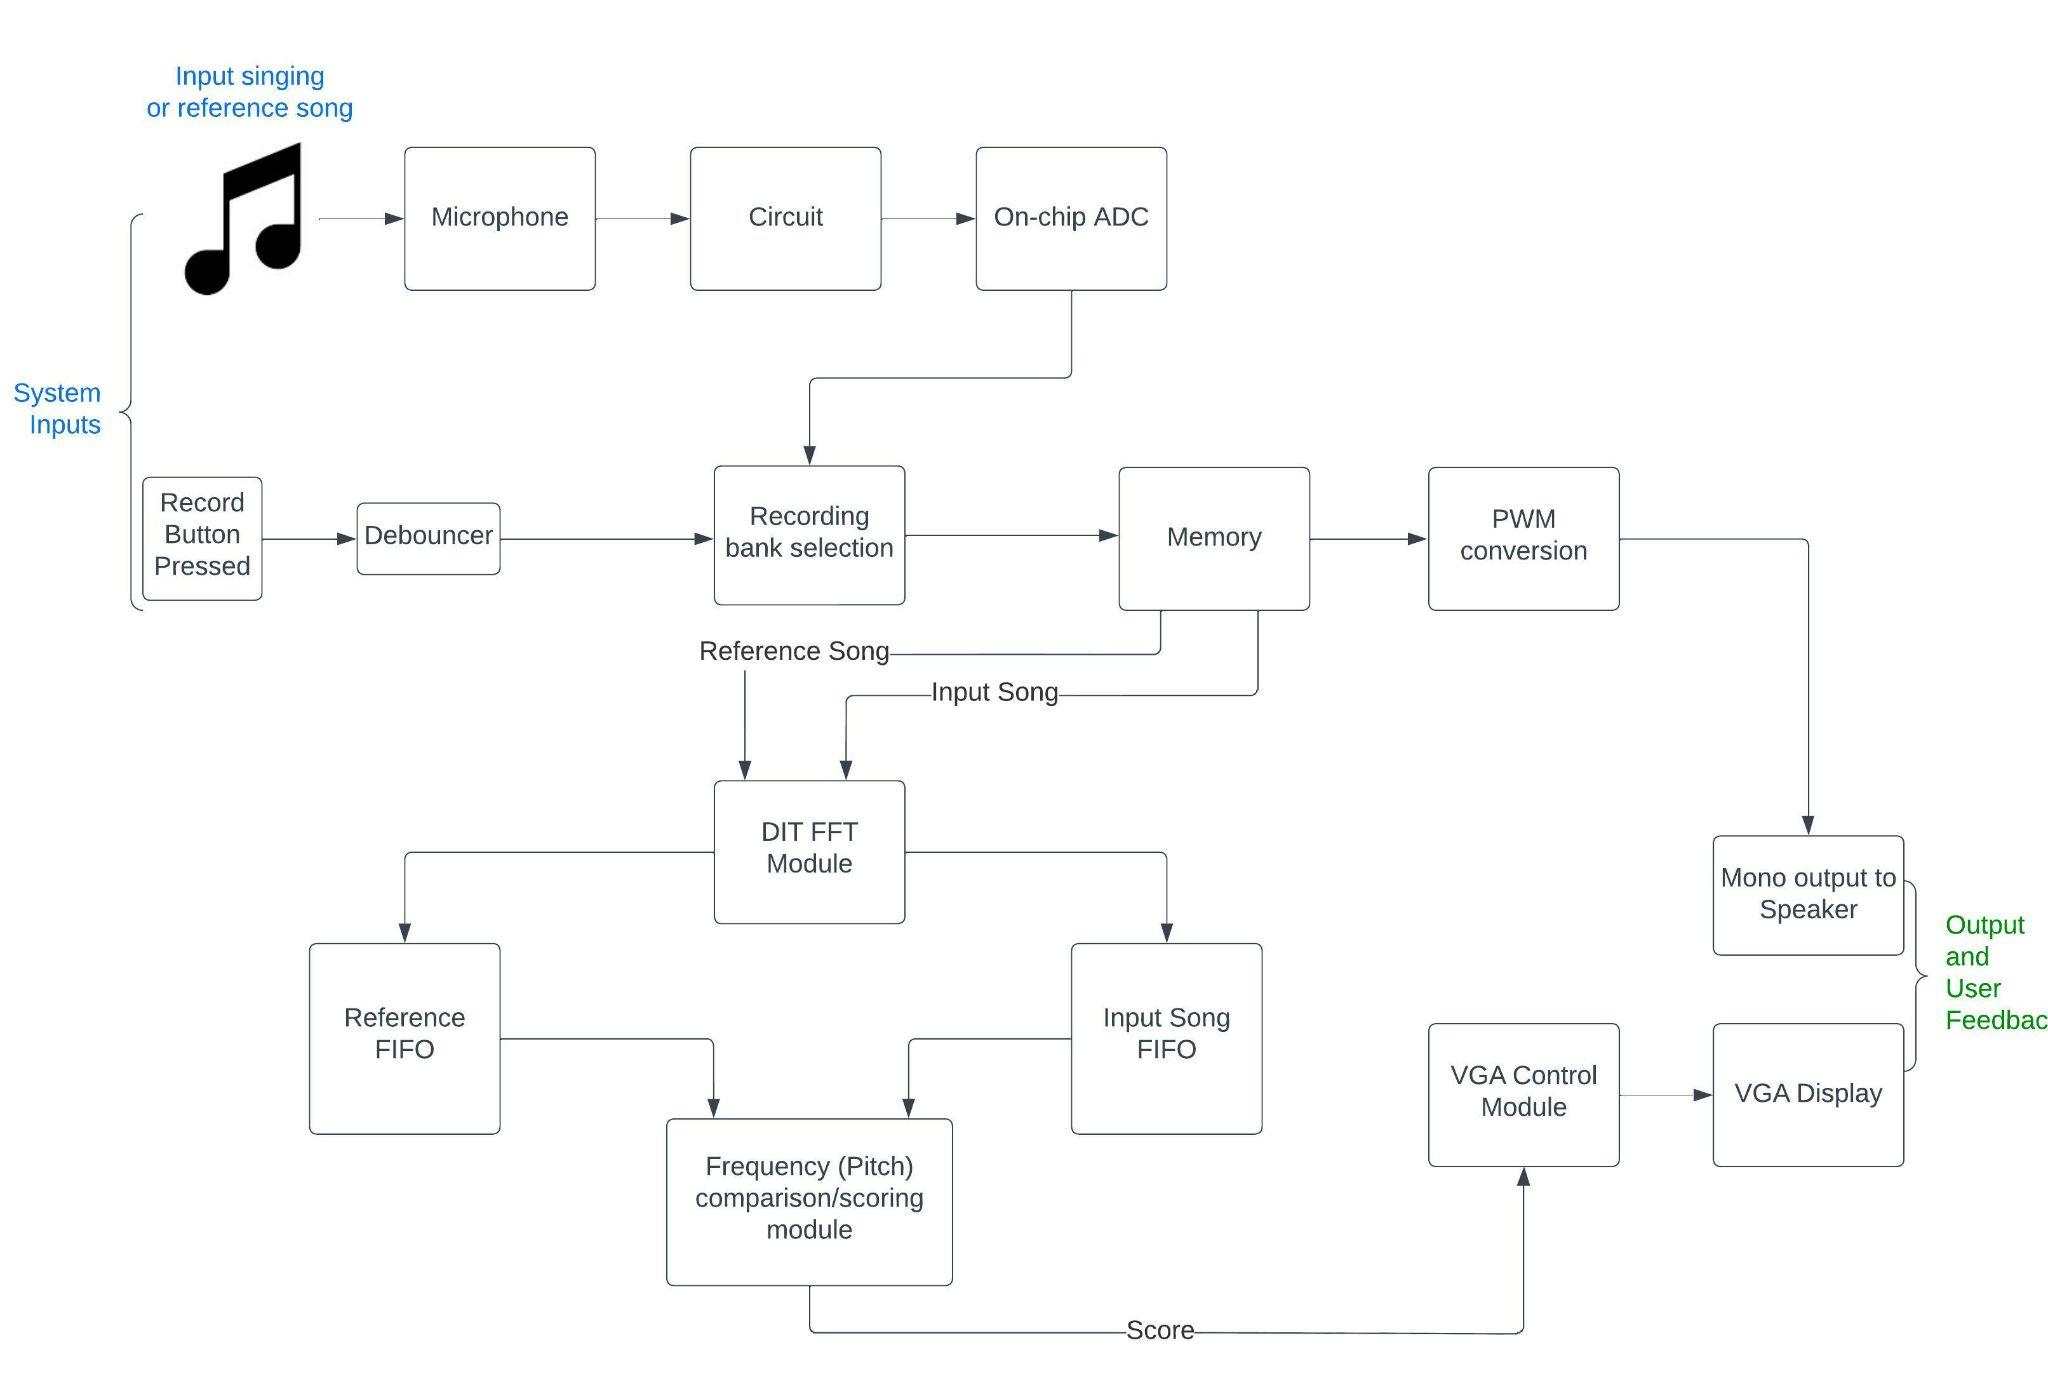 Input singing
or reference song
Microphone
Circuit
On-chip ADC
System
Inputs
Record
Button
Pressed
Debouncer
Recording
bank selection
Memory
PWM
conversion
Reference Song
Input Song
DIT FFT
Module
Mono output to
Speaker
Output
and
User
Feedbac
Reference
FIFO
Input Song
FIFO
VGA Control
Module
VGA Display
Frequency (Pitch)
comparison/scoring
module
Score